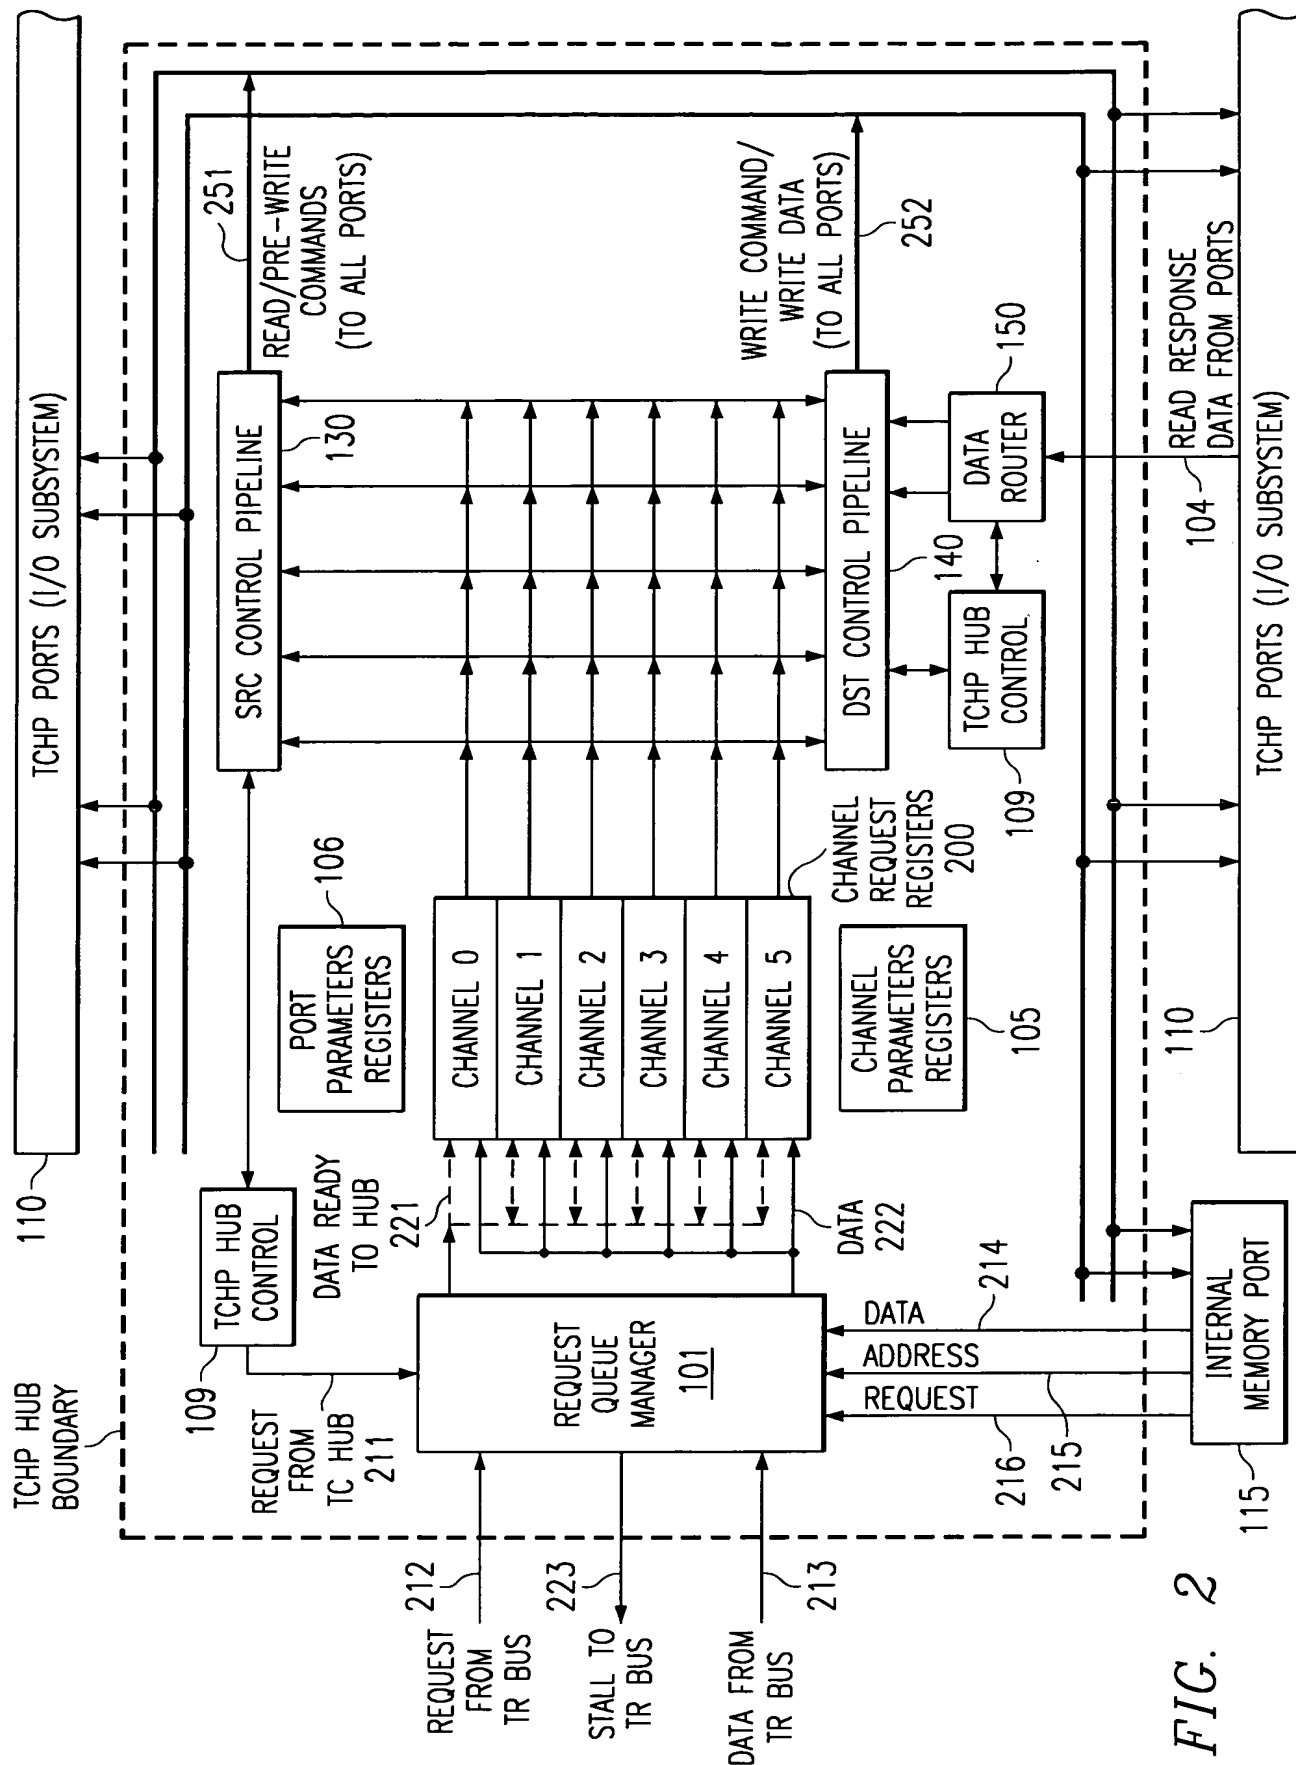 110
TCHP PORTS (I/O SUBSYSTEM)
TCHP HUB
BOUNDARY
109
TCHP HUB
CONTROL
REQUEST
FROM
TC HUB
211
DATA READY
TO HUB
221
PORT
PARAMETERS
REGISTERS
106
SRC CONTROL PIPELINE
130
251
READ/PRE-WRITE
COMMANDS
(TO ALL PORTS)
REQUEST
FROM
TR BUS
212
STALL TO
TR BUS
223
DATA FROM
TR BUS
213
REQUEST
QUEUE
MANAGER
101
CHANNEL 0
CHANNEL 1
CHANNEL 2
CHANNEL 3
CHANNEL 4
CHANNEL 5
DATA
222
CHANNEL
REQUEST
REGISTERS
200
CHANNEL
PARAMETERS
REGISTERS
105
DST CONTROL PIPELINE
140
WRITE COMMAND/
WRITE DATA
(TO ALL PORTS)
252
TCHP HUB
CONTROL
109
DATA
ROUTER
150
104
READ RESPONSE
DATA FROM PORTS
DATA
214
ADDRESS
215
REQUEST
216
INTERNAL
MEMORY PORT
115
110
TCHP PORTS (I/O SUBSYSTEM)
FIG. 2